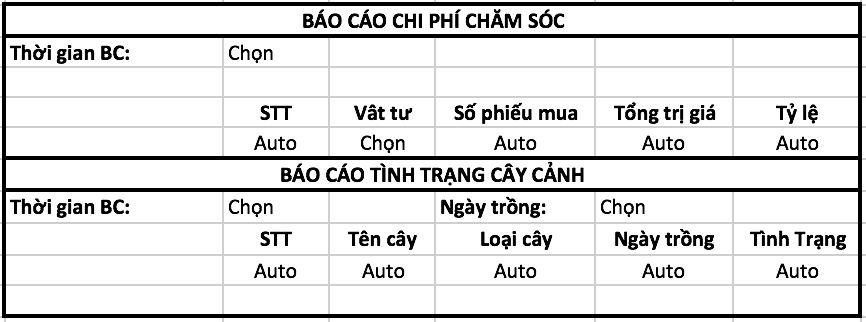 BÁO CÁO CHI PHÍ CHĂM SÓC
Thời gian BC: Chọn
STT Vât tư Số phiếu mua Tổng trị giá Tỷ lệ
Auto Chọn Auto Auto Auto
BÁO CÁO TÌNH TRẠNG CÂY CẢNH
Thời gian BC: Chọn Ngày trồng: Chọn
STT Tên cây Loại cây Ngày trồng Tình Trạng
Auto Auto Auto Auto Auto